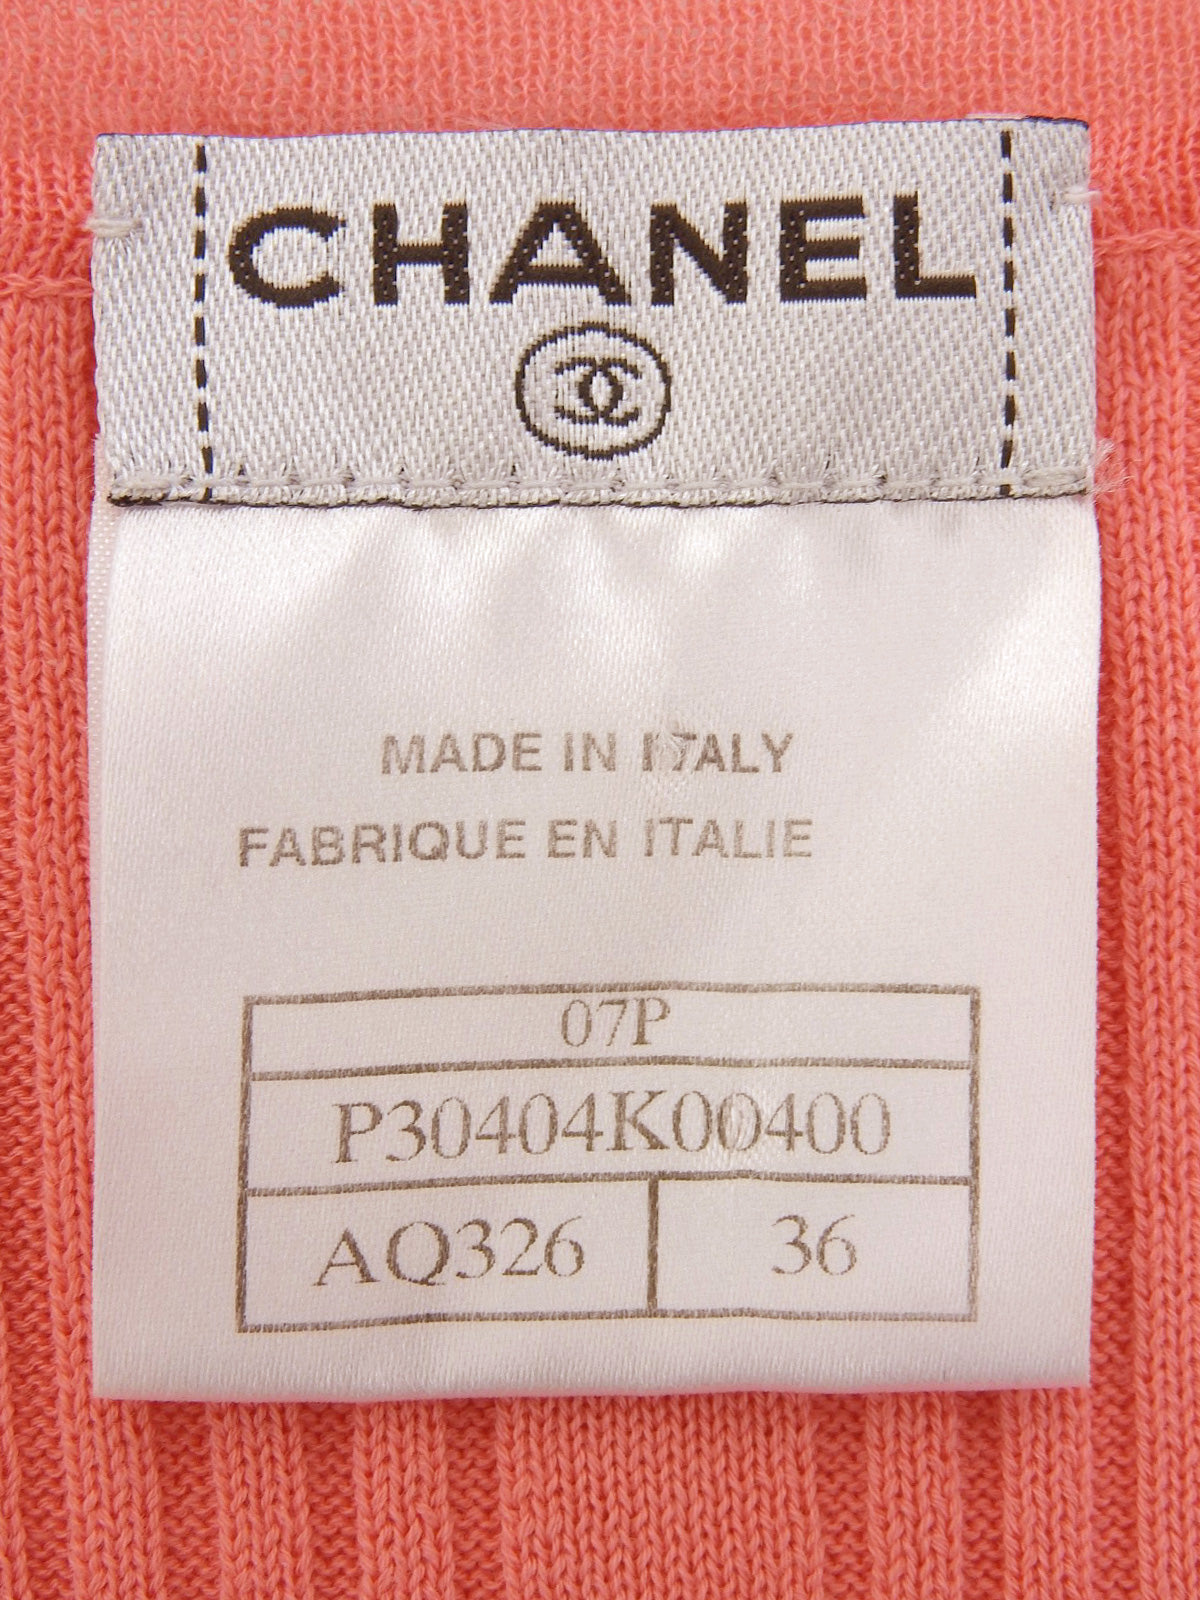 CHANEL
MADE IN ITALY
FABRIQUE EN ITALIE
07P
P30404K00400
AQ326 36